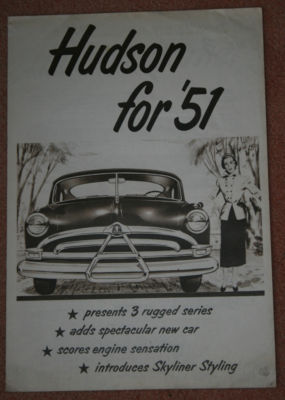 Hudson
for '51
★ presents 3 rugged series
★ adds spectacular new car
★ scores engine sensation
★ introduces Skyliner Styling